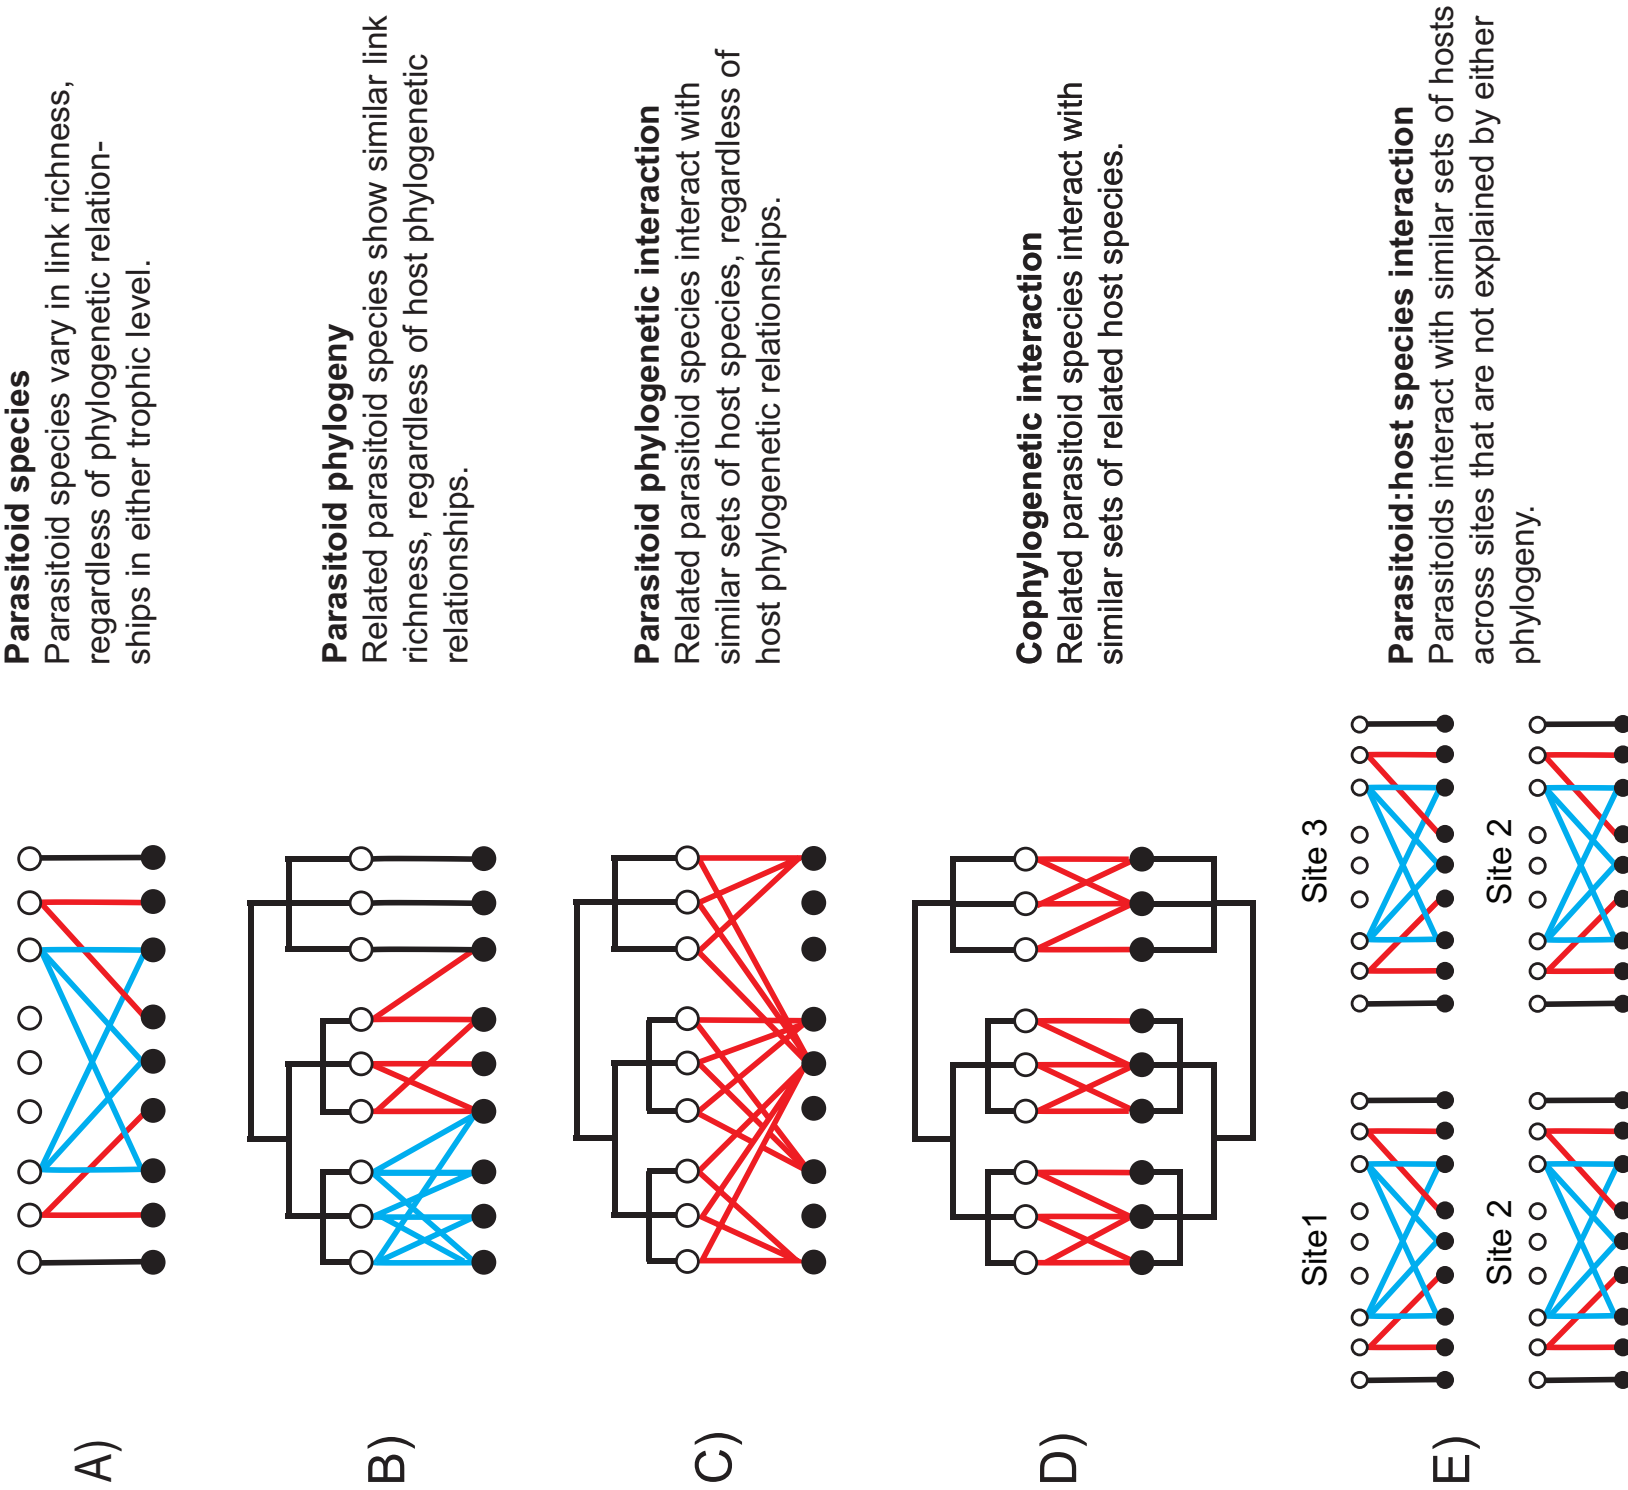 A)
Parasitoid species
Parasitoid species vary in link richness,
regardless of phylogenetic relation-
ships in either trophic level.
B)
Parasitoid phylogeny
Related parasitoid species show similar link
richness, regardless of host phylogenetic
relationships.
C)
Parasitoid phylogenetic interaction
Related parasitoid species interact with
similar sets of host species, regardless of
host phylogenetic relationships.
D)
Cophylogenetic interaction
Related parasitoid species interact with
similar sets of related host species.
E)
Site1
Site 3
Site 2
Site 2
Parasitoid:host species interaction
Parasitoids interact with similar sets of hosts
across sites that are not explained by either
phylogeny.